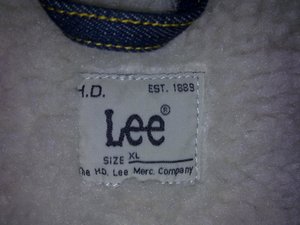 H.D. EST. 1889
Lee®
SIZE XL
The H.D. Lee Merc. Company